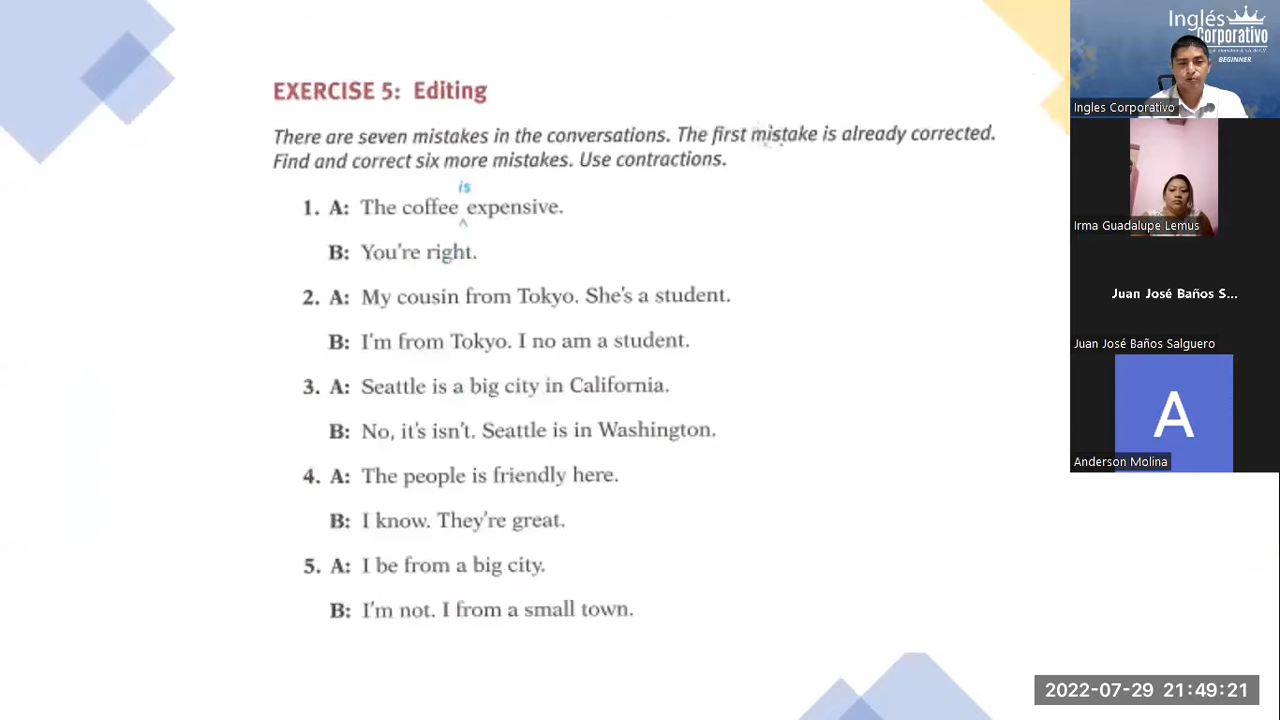 EXERCISE 5: Editing
There are seven mistakes in the conversations. The first mistake is already corrected.
Find and correct six more mistakes. Use contractions.
is
1. A: The coffee ^ expensive.
B: You're right.
2. A: My cousin from Tokyo. She's a student.
B: I'm from Tokyo. I no am a student.
3. A: Seattle is a big city in California.
B: No, it's isn't. Seattle is in Washington.
4. A: The people is friendly here.
B: I know. They're great.
5. A: I be from a big city.
B: I'm not. I from a small town.
Inglés
Corporativo
BEGINNER
Ingles Corporativo
Irma Guadalupe Lemus
Juan José Baños S...
Juan José Baños Salguero
A
Anderson Molina
2022-07-29 21:49:21